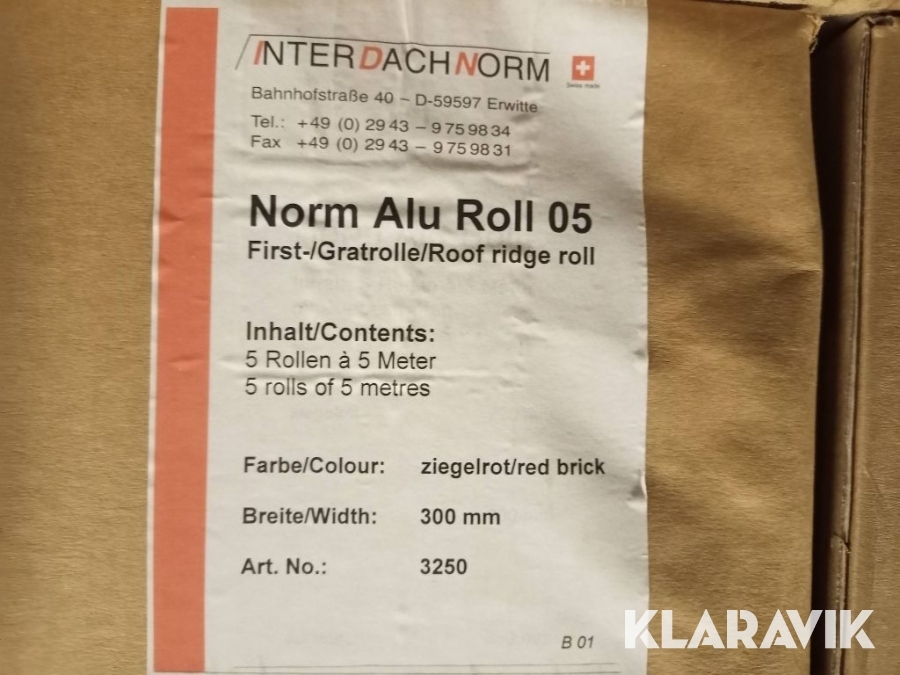 INTERDACHNORM
Swiss made
Bahnhofstraße 40 – D-59597 Erwitte
Tel.: +49 (0) 29 43 – 9 75 98 34
Fax +49 (0) 29 43 – 9 75 98 31
Norm Alu Roll 05
First-/Gratrolle/Roof ridge roll
Inhalt/Contents:
5 Rollen à 5 Meter
5 rolls of 5 metres
Farbe/Colour: ziegelrot/red brick
Breite/Width: 300 mm
Art. No.: 3250
B 01
KLARAVIK